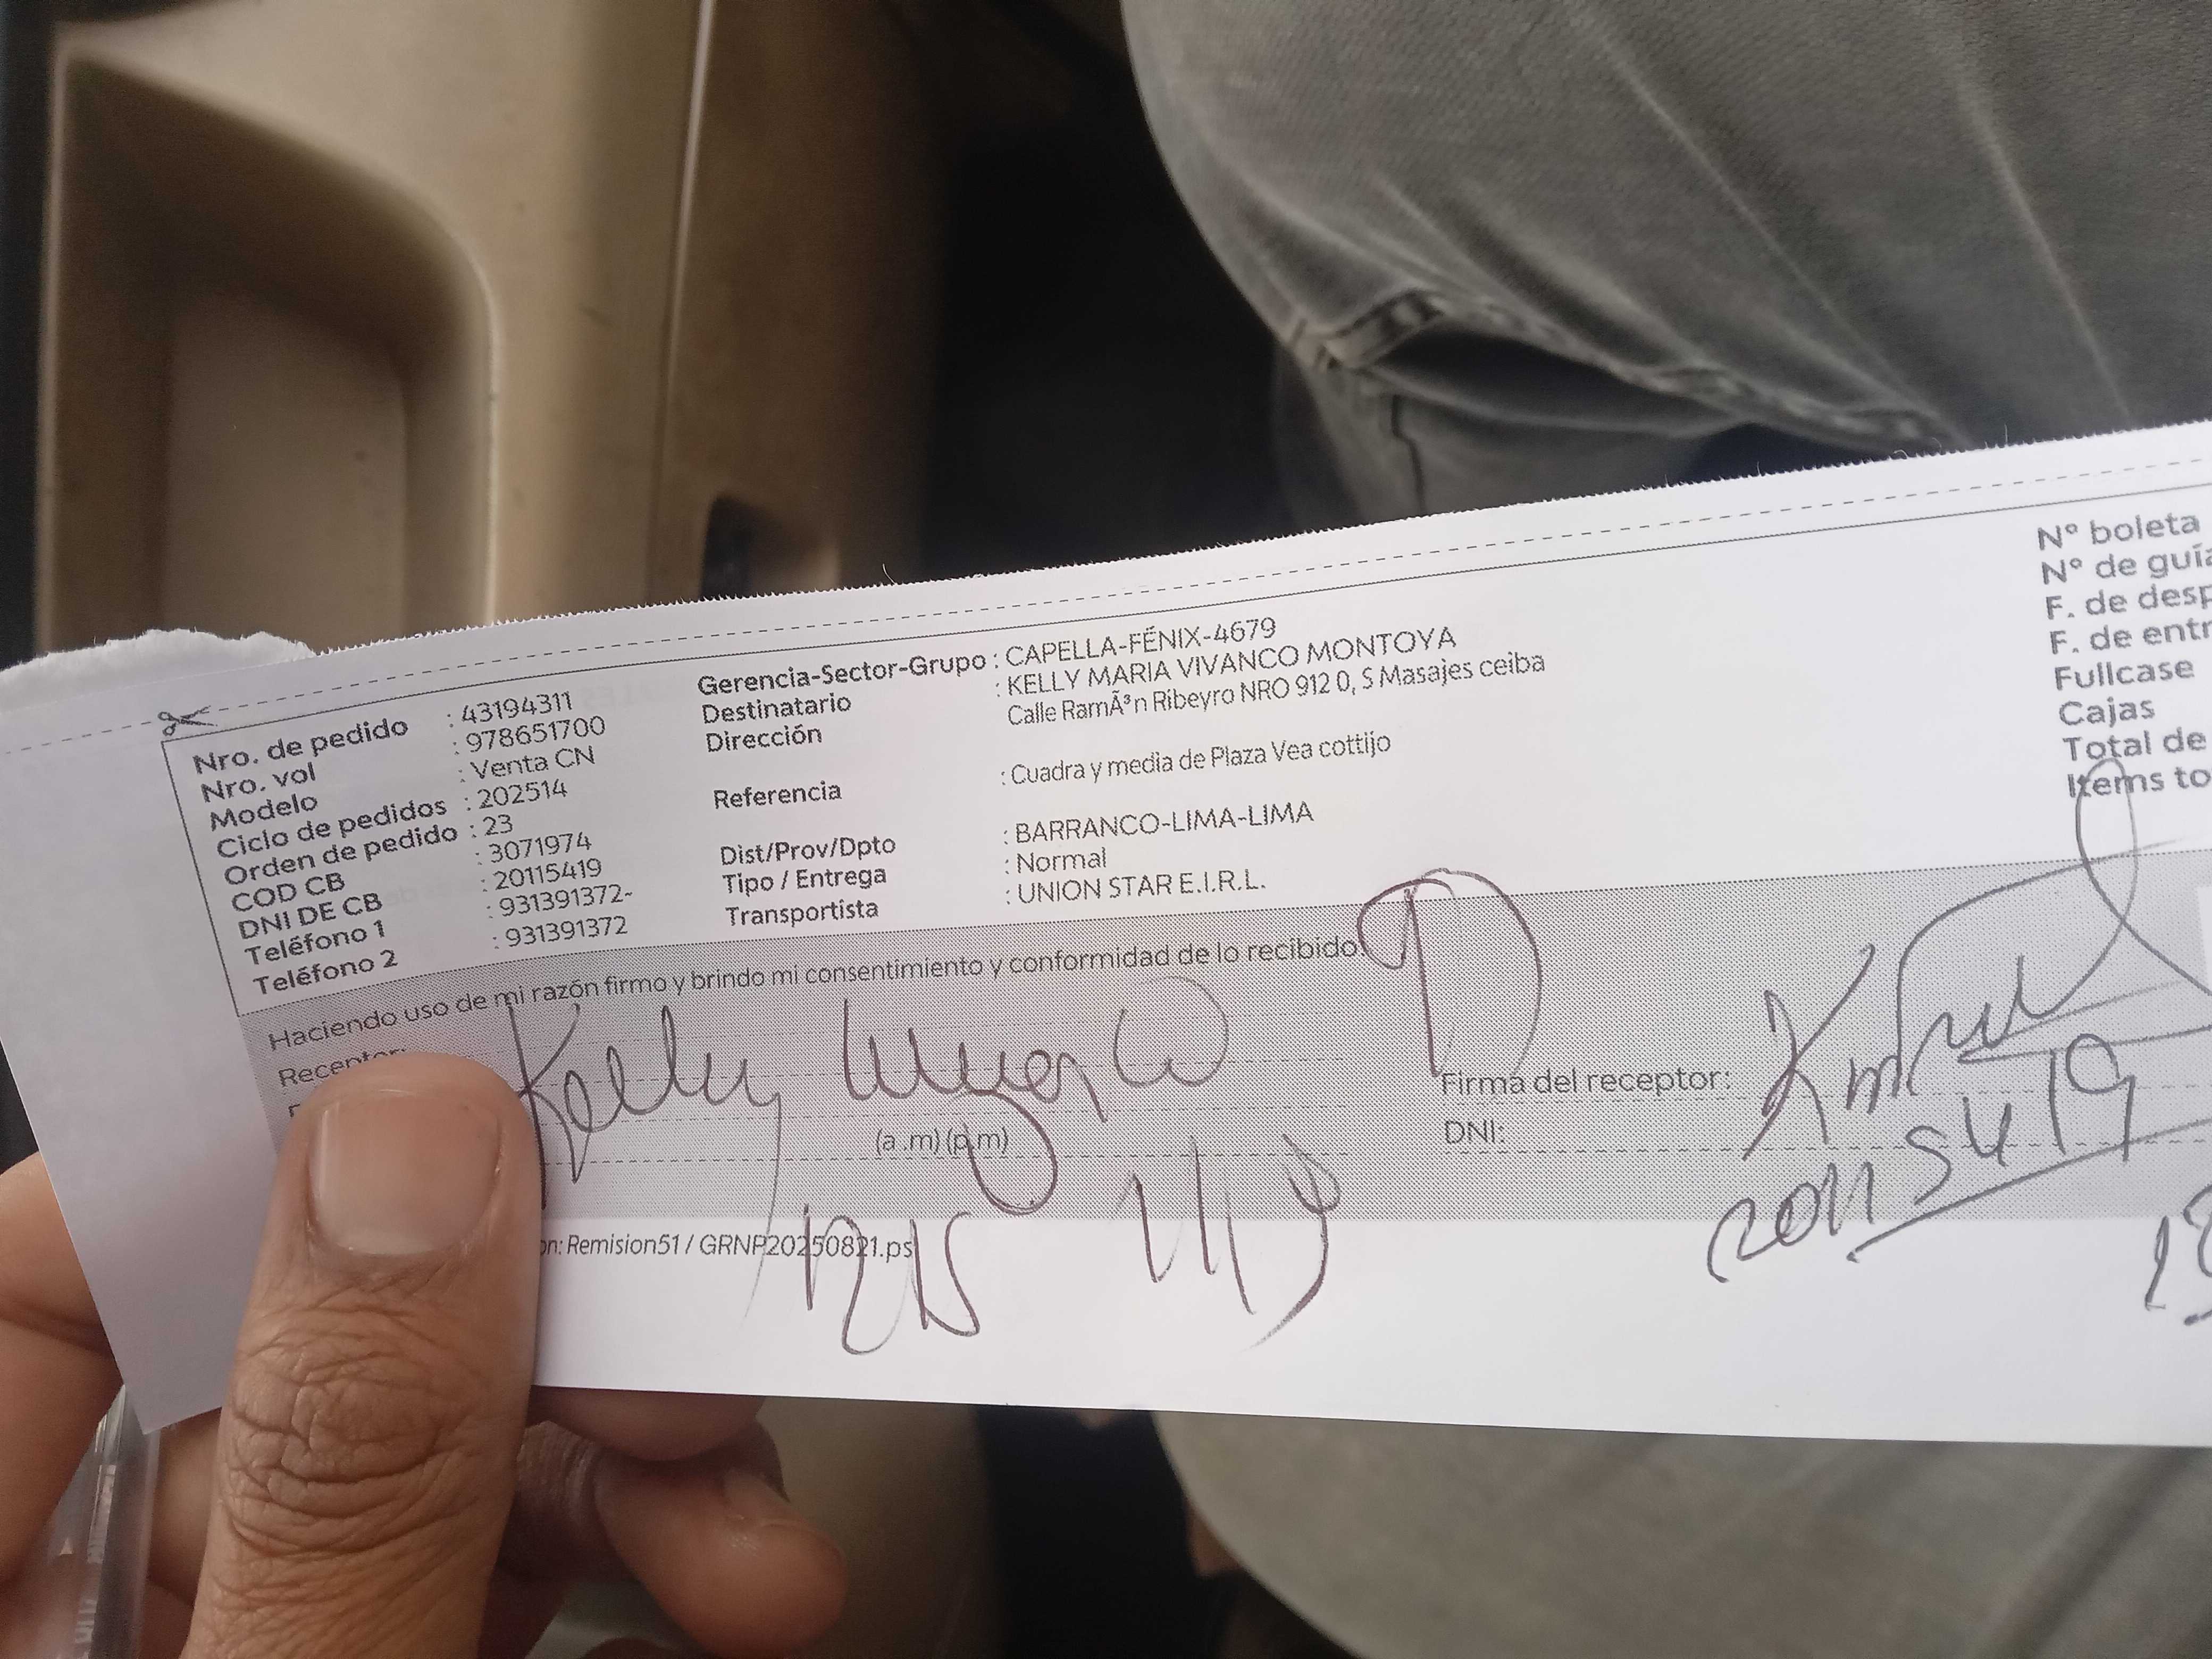 Nro. de pedido : 43194311
Nro. vol : 978651700
Modelo : Venta CN
Ciclo de pedidos : 202514
Orden de pedido : 23
COD CB : 3071974
DNI DE CB : 20115419
Teléfono 1 : 931391372-
Teléfono 2 : 931391372
Gerencia-Sector-Grupo : CAPELLA-FÉNIX-4679
Destinatario : KELLY MARIA VIVANCO MONTOYA
Dirección Calle RamÃ³n Ribeyro NRO 912 0, S Masajes ceiba
Referencia : Cuadra y media de Plaza Vea cottijo
Dist/Prov/Dpto : BARRANCO-LIMA-LIMA
Tipo / Entrega : Normal
Transportista : UNION STAR E.I.R.L.
N° boleta
N° de guía
F. de desp
F. de entr
Fullcase
Cajas
Total de
Items to
Haciendo uso de mi razón firmo y brindo mi consentimiento y conformidad de lo recibido.
Receptor: Kelly
(a.m) (p.m)
Firma del receptor:
DNI: 20115419
on: Remision51 / GRNP20250821.ps